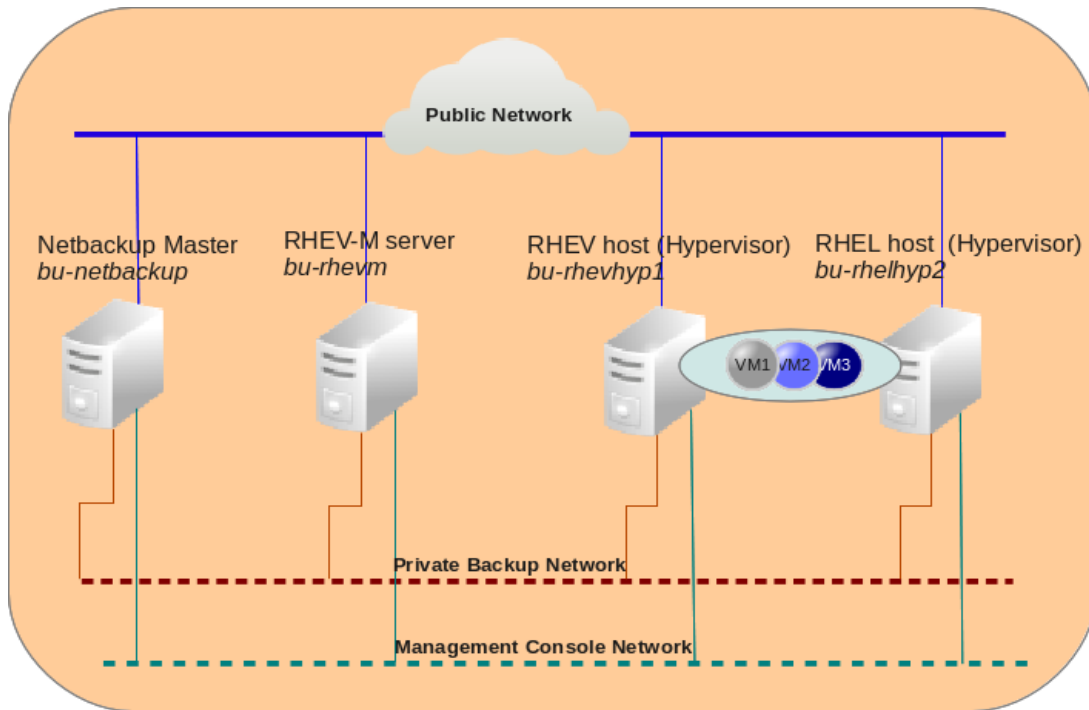 Public Network
Netbackup Master
bu-netbackup
RHEV-M server
bu-rhevm
RHEV host (Hypervisor)
bu-rhevhyp1
RHEL host (Hypervisor)
bu-rhelhyp2
VM1
VM2
VM3
Private Backup Network
Management Console Network